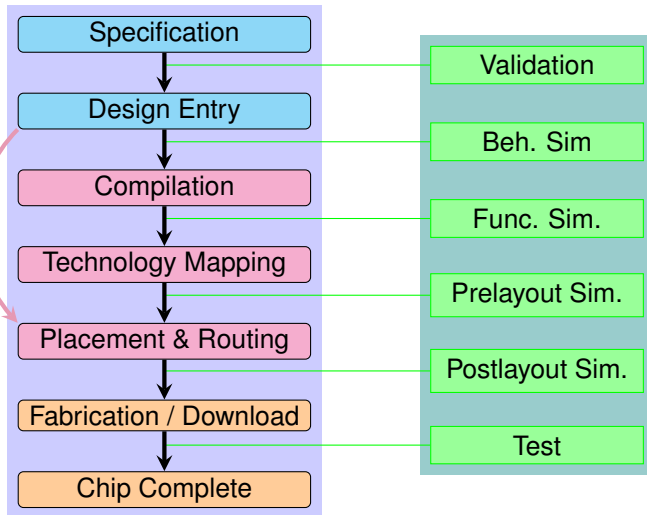 Specification
Validation
Design Entry
Beh. Sim
Compilation
Func. Sim.
Technology Mapping
Prelayout Sim.
Placement & Routing
Postlayout Sim.
Fabrication / Download
Test
Chip Complete